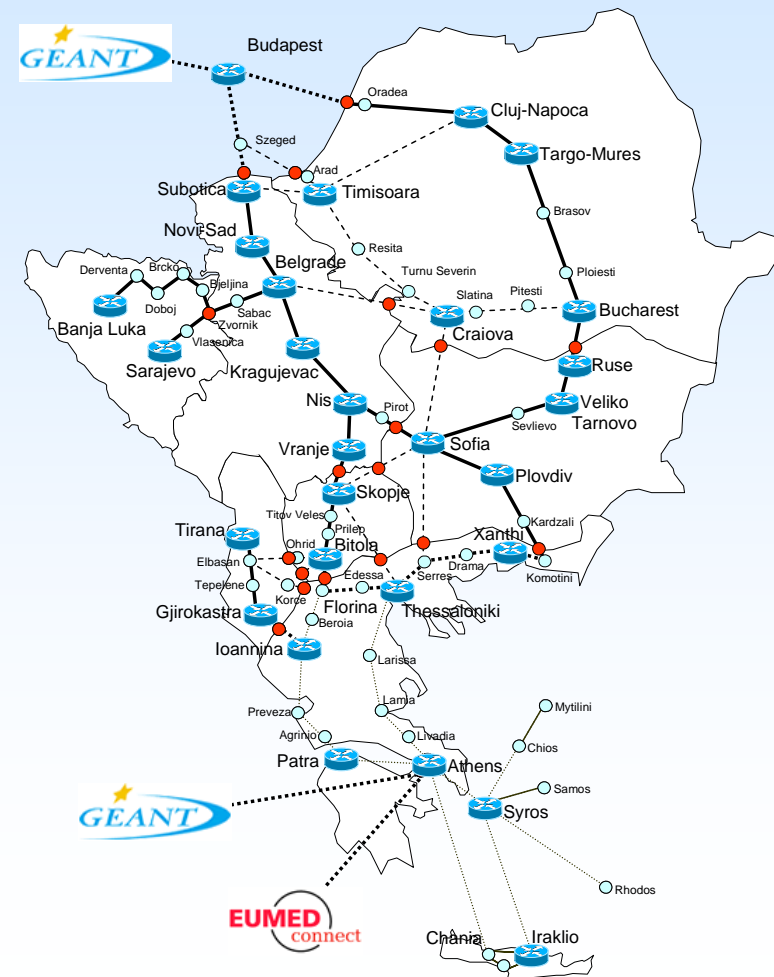 GEANT
Budapest
Oradea
Cluj-Napoca
Szeged
Targo-Mures
Arad
Subotica
Timisoara
Brasov
Novi-Sad
Resita
Belgrade
Derventa
Brcko
Bjeljina
Turnu Severin
Ploiesti
Slatina
Pitesti
Doboj
Sabac
Bucharest
Banja Luka
Zvornik
Craiova
Vlasenica
Sarajevo
Kragujevac
Ruse
Nis
Pirot
Veliko
Tarnovo
Sevlievo
Sofia
Vranje
Plovdiv
Skopje
Titov Veles
Kardzali
Tirana
Prilep
Xanthi
Ohrid
Bitola
Elbasan
Drama
Edessa
Serres
Komotini
Tepelene
Korce
Florina
Thessaloniki
Gjirokastra
Beroia
Ioannina
Larissa
Preveza
Lamia
Mytilini
Agrinio
Livadia
Chios
Patra
Athens
Samos
GEANT
Syros
Rhodos
EUMED
connect
Chania
Iraklio